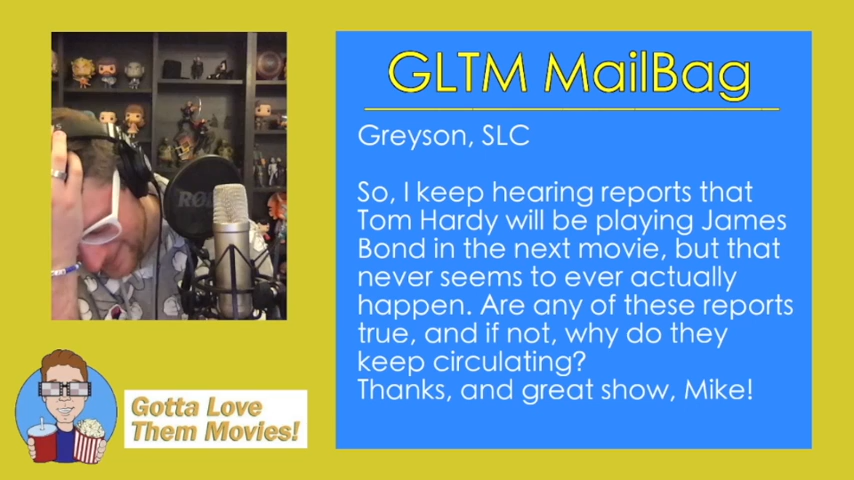 GLTM MailBag
Greyson, SLC
So, I keep hearing reports that
Tom Hardy will be playing James
Bond in the next movie, but that
never seems to ever actually
happen. Are any of these reports
true, and if not, why do they
keep circulating?
Thanks, and great show, Mike!
RØDE
Gotta Love
Them Movies!